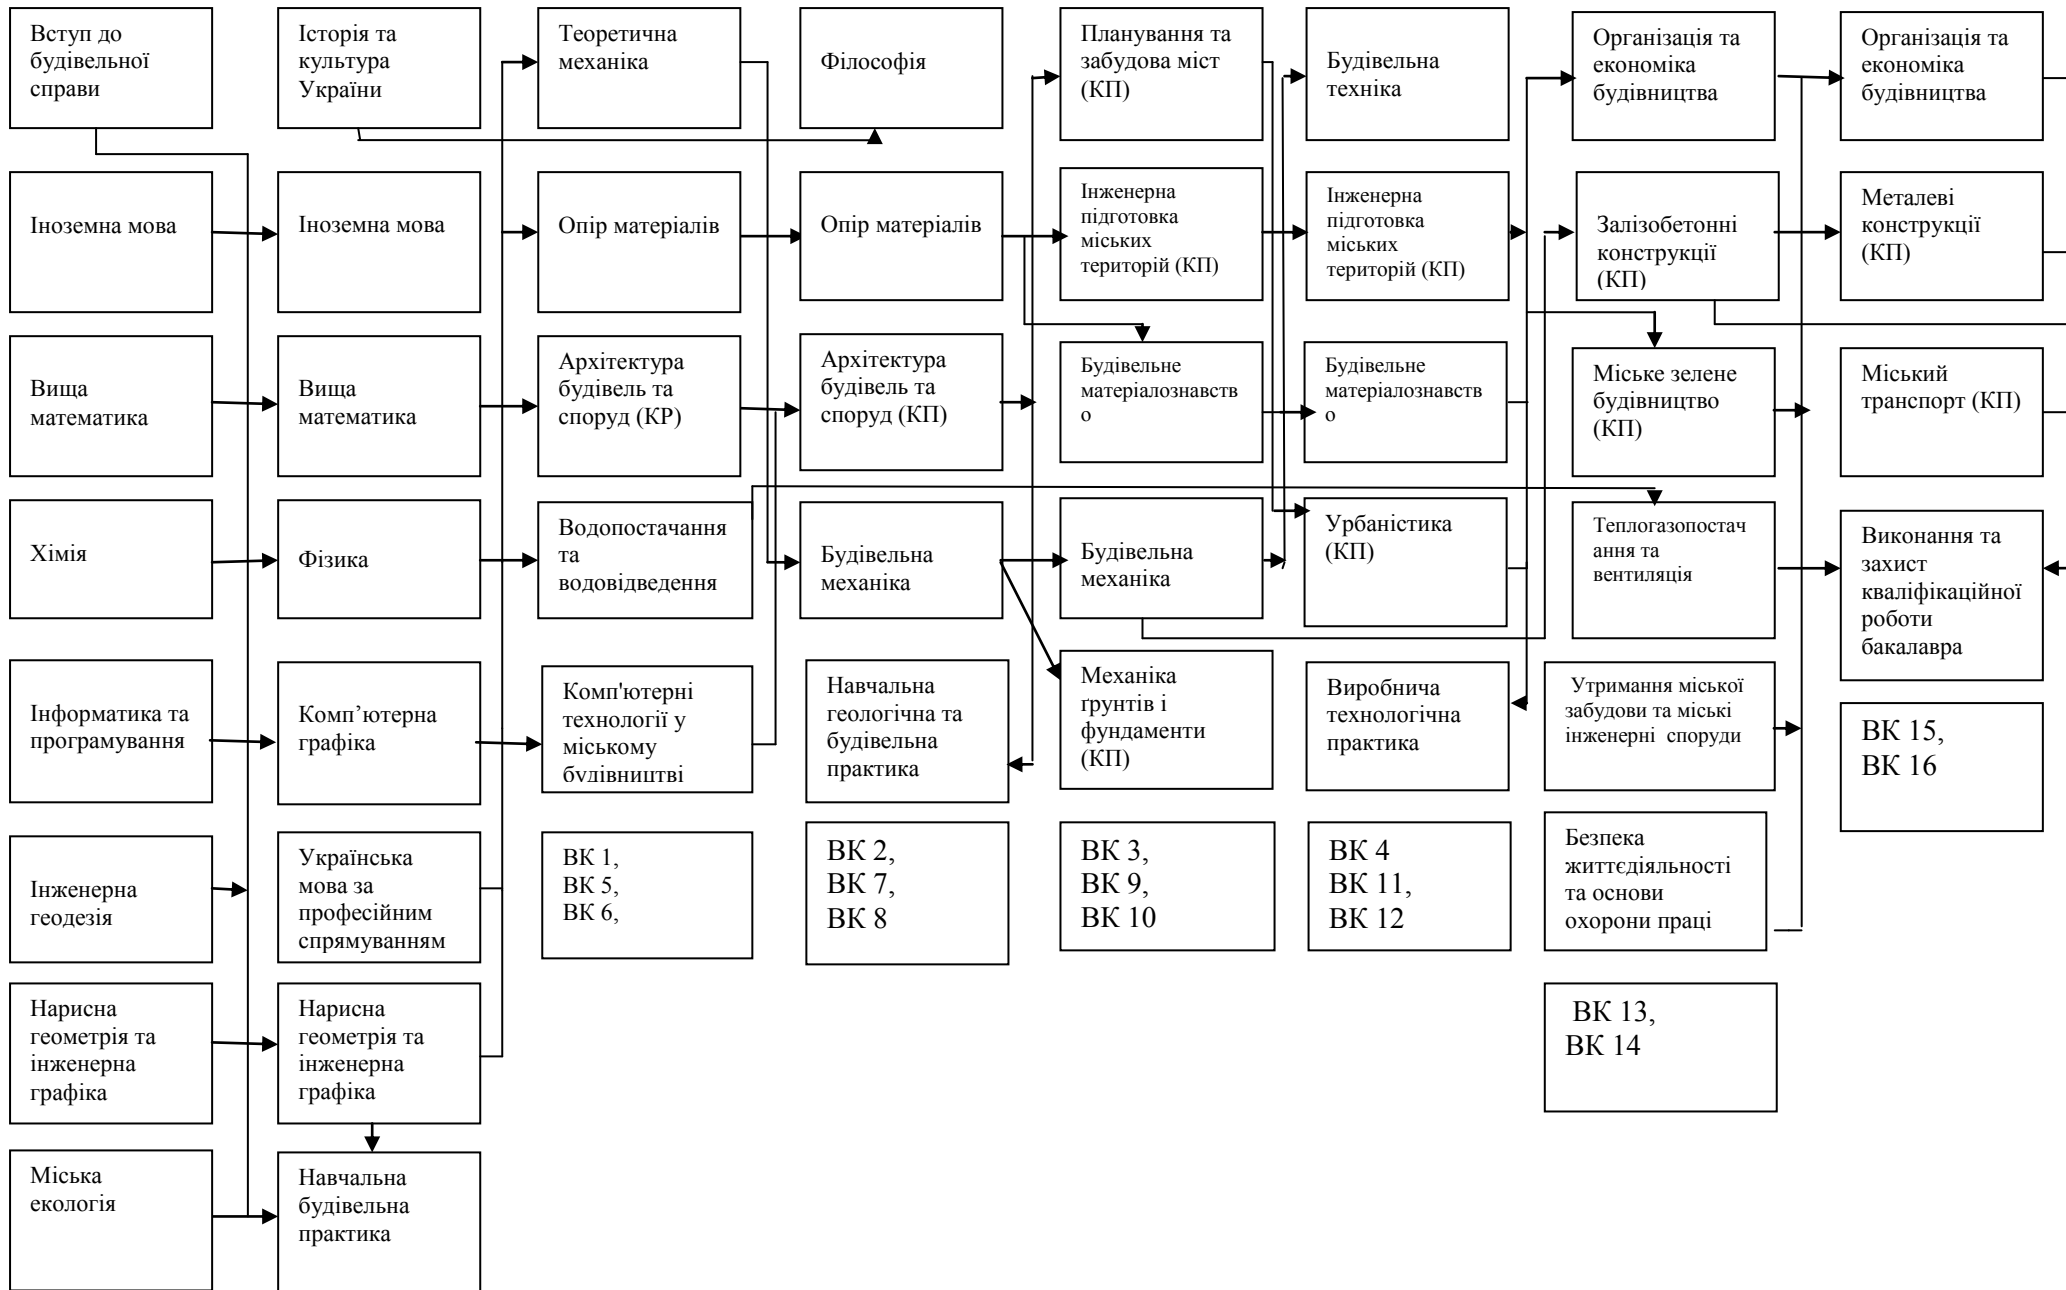 Вступ до
будівельної
справи
Історія та
культура
України
Теоретична
механіка
Філософія
Планування та
забудова міст
(КП)
Будівельна
техніка
Організація та
економіка
будівництва
Організація та
економіка
будівництва
Іноземна мова
Іноземна мова
Опір матеріалів
Опір матеріалів
Інженерна
підготовка
міських
територій (КП)
Інженерна
підготовка
міських
територій (КП)
Залізобетонні
конструкції
(КП)
Металеві
конструкції
(КП)
Вища
математика
Вища
математика
Архітектура
будівель та
споруд (КР)
Архітектура
будівель та
споруд (КП)
Будівельне
матеріалознавств
о
Будівельне
матеріалознавств
о
Міське зелене
будівництво
(КП)
Міський
транспорт (КП)
Хімія
Фізика
Водопостачання
та
водовідведення
Будівельна
механіка
Будівельна
механіка
Урбаністика
(КП)
Теплогазопостач
ання та
вентиляція
Виконання та
захист
кваліфікаційної
роботи
бакалавра
Інформатика та
програмування
Комп’ютерна
графіка
Комп'ютерні
технології у
міському
будівництві
Навчальна
геологічна та
будівельна
практика
Механіка
ґрунтів і
фундаменти
(КП)
Виробнича
технологічна
практика
Утримання міської
забудови та міські
інженерні споруди
ВК 15,
ВК 16
Інженерна
геодезія
Українська
мова за
професійним
спрямуванням
ВК 1,
ВК 5,
ВК 6,
ВК 2,
ВК 7,
ВК 8
ВК 3,
ВК 9,
ВК 10
ВК 4
ВК 11,
ВК 12
Безпека
життєдіяльності
та основи
охорони праці
Нарисна
геометрія та
інженерна
графіка
Нарисна
геометрія та
інженерна
графіка
ВК 13,
ВК 14
Міська
екологія
Навчальна
будівельна
практика